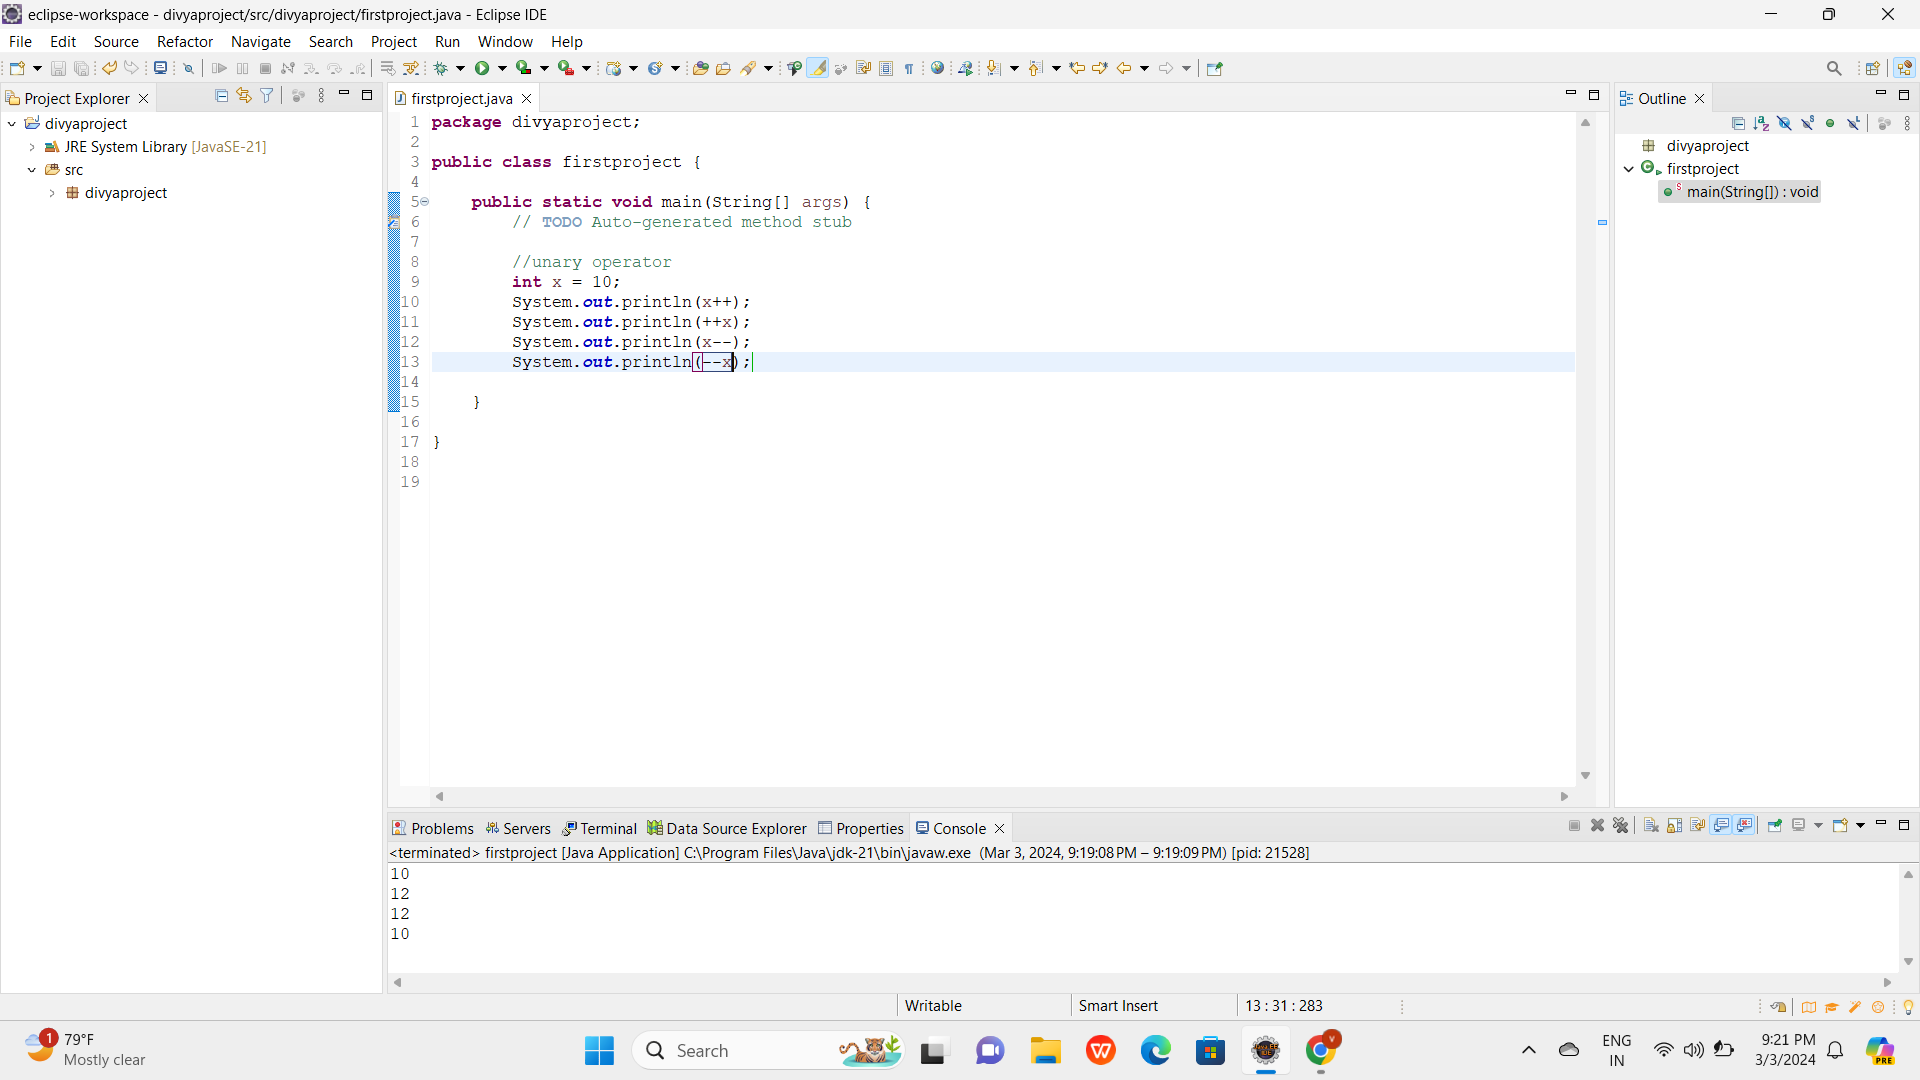 eclipse-workspace - divyaproject/src/divyaproject/firstproject.java - Eclipse IDE
File Edit Source Refactor Navigate Search Project Run Window Help
Project Explorer
divyaproject
JRE System Library [JavaSE-21]
src
divyaproject
firstproject.java
1 package divyaproject;
2
3 public class firstproject {
4
5 public static void main(String[] args) {
6 // TODO Auto-generated method stub
7
8 //unary operator
9 int x = 10;
10 System.out.println(x++);
11 System.out.println(++x);
12 System.out.println(x--);
13 System.out.println(--x);
14
15 }
16
17 }
18
19
Outline
divyaproject
firstproject
main(String[]) : void
Problems Servers Terminal Data Source Explorer Properties Console
<terminated> firstproject [Java Application] C:\Program Files\Java\jdk-21\bin\javaw.exe (Mar 3, 2024, 9:19:08 PM – 9:19:09 PM) [pid: 21528]
10
12
12
10
Writable Smart Insert 13 : 31 : 283
1
79°F
Mostly clear
Search
ENG
IN
9:21 PM
3/3/2024
PRE